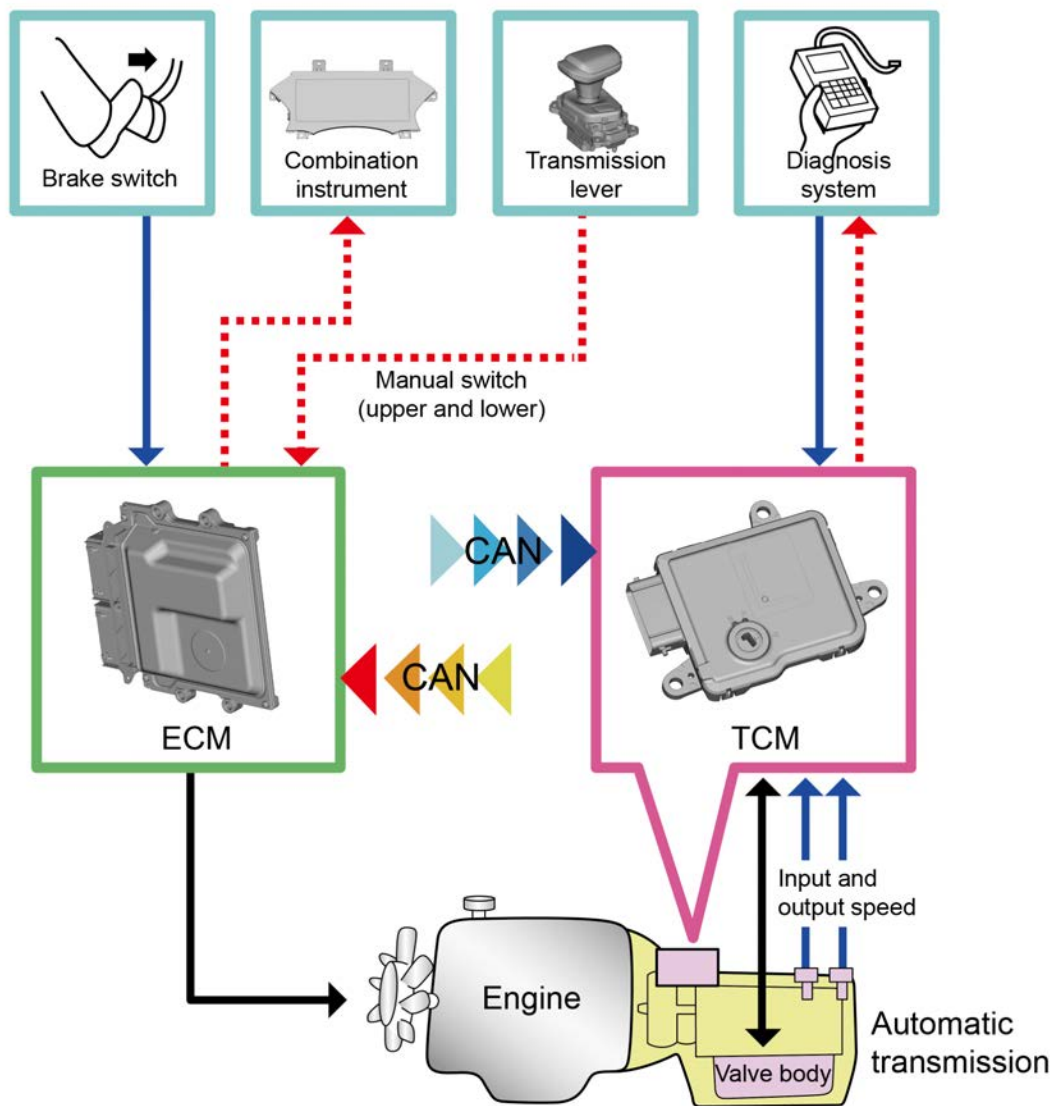 Brake switch
Combination
instrument
Transmission
lever
Diagnosis
system
Manual switch
(upper and lower)
CAN
CAN
ECM
TCM
Input and
output speed
Engine
Valve body
Automatic
transmission